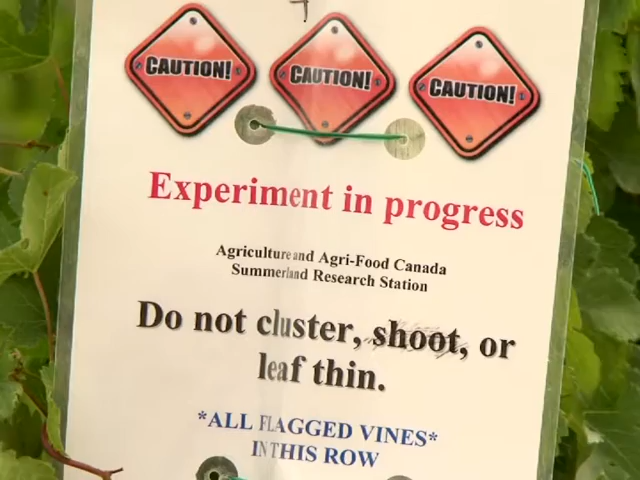 CAUTION! CAUTION! CAUTION!
Experiment in progress
Agriculture and Agri-Food Canada
Summerland Research Station
Do not cluster, shoot, or
leaf thin.
*ALL FLAGGED VINES*
IN THIS ROW